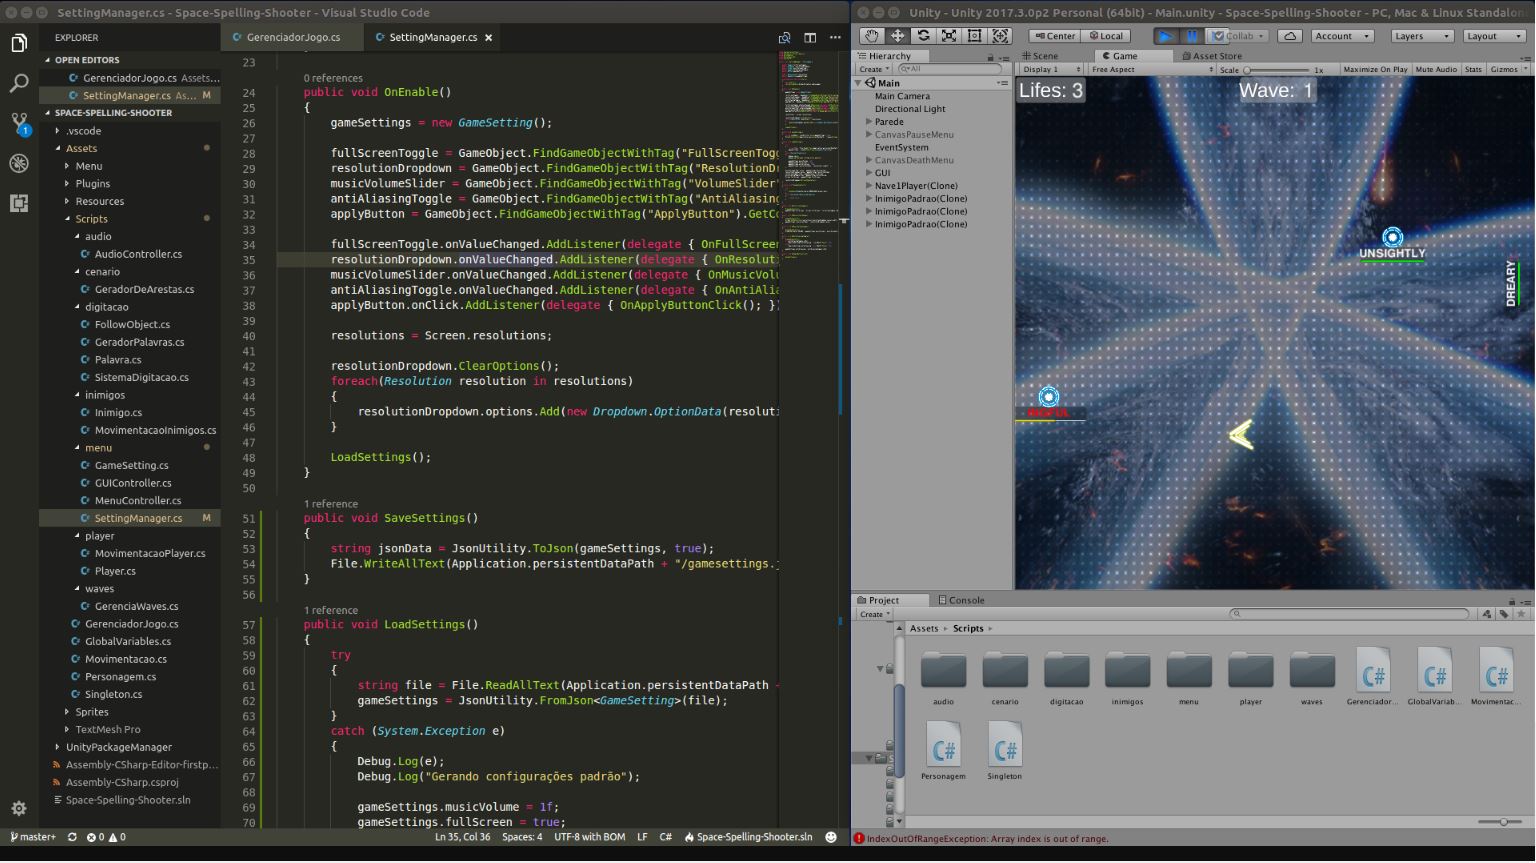 SettingManager.cs - Space-Spelling-Shooter - Visual Studio Code
EXPLORER
OPEN EDITORS
GerenciadorJogo.cs Assets...
SettingManager.cs As... M
SPACE-SPELLING-SHOOTER
.vscode
Assets
Menu
Plugins
Resources
Scripts
audio
AudioController.cs
cenario
GeradorDeArestas.cs
digitacao
FollowObject.cs
GeradorPalavras.cs
Palavra.cs
SistemaDigitacao.cs
inimigos
Inimigo.cs
MovimentacaoInimigos.cs
menu
GameSetting.cs
GUIController.cs
MenuController.cs
SettingManager.cs M
player
MovimentacaoPlayer.cs
Player.cs
waves
GerenciaWaves.cs
GerenciadorJogo.cs
GlobalVariables.cs
Movimentacao.cs
Personagem.cs
Singleton.cs
Sprites
TextMesh Pro
UnityPackageManager
Assembly-CSharp-Editor-firstp...
Assembly-CSharp.csproj
Space-Spelling-Shooter.sln
1
GerenciadorJogo.cs
SettingManager.cs
23
0 references
24 public void OnEnable()
25 {
26 gameSettings = new GameSetting();
27
28 fullScreenToggle = GameObject.FindGameObjectWithTag("FullScreenTogg
29 resolutionDropdown = GameObject.FindGameObjectWithTag("ResolutionDr
30 musicVolumeSlider = GameObject.FindGameObjectWithTag("VolumeSlider"
31 antiAliasingToggle = GameObject.FindGameObjectWithTag("AntiAliasing
32 applyButton = GameObject.FindGameObjectWithTag("ApplyButton").GetCo
33
34 fullScreenToggle.onValueChanged.AddListener(delegate { OnFullScreen
35 resolutionDropdown.onValueChanged.AddListener(delegate { OnResoluti
36 musicVolumeSlider.onValueChanged.AddListener(delegate { OnMusicVolu
37 antiAliasingToggle.onValueChanged.AddListener(delegate { OnAntiAlia
38 applyButton.onClick.AddListener(delegate { OnApplyButtonClick(); })
39
40 resolutions = Screen.resolutions;
41
42 resolutionDropdown.ClearOptions();
43 foreach(Resolution resolution in resolutions)
44 {
45 resolutionDropdown.options.Add(new Dropdown.OptionData(resoluti
46 }
47
48 LoadSettings();
49 }
50
1 reference
51 public void SaveSettings()
52 {
53 string jsonData = JsonUtility.ToJson(gameSettings, true);
54 File.WriteAllText(Application.persistentDataPath + "/gamesettings.j
55 }
56
1 reference
57 public void LoadSettings()
58 {
59 try
60 {
61 string file = File.ReadAllText(Application.persistentDataPath +
62 gameSettings = JsonUtility.FromJson<GameSetting>(file);
63 }
64 catch (System.Exception e)
65 {
66 Debug.Log(e);
67 Debug.Log("Gerando configurações padrão");
68
69 gameSettings.musicVolume = 1f;
70 gameSettings.fullScreen = true;
master+ 0 0 Ln 35, Col 36 Spaces: 4 UTF-8 with BOM LF C# Space-Spelling-Shooter.sln
Unity - Unity 2017.3.0p2 Personal (64bit) - Main.unity - Space-Spelling-Shooter - PC, Mac & Linux Standalon
Center Local Collab Account Layers Layout
Hierarchy
Create All
Main
Main Camera
Directional Light
Parede
CanvasPauseMenu
EventSystem
CanvasDeathMenu
GUI
Nave1Player(Clone)
InimigoPadrao(Clone)
InimigoPadrao(Clone)
InimigoPadrao(Clone)
Scene Game Asset Store
Display 1 Free Aspect Scale 1x Maximize On Play Mute Audio Stats Gizmos
Lifes: 3 Wave: 1
UNSIGHTLY
DREARY
Project Console
Create
Assets Scripts
audio cenario digitacao inimigos menu player waves Gerenciador... GlobalVariab... Movimentac...
Personagem Singleton
IndexOutOfRangeException: Array index is out of range.